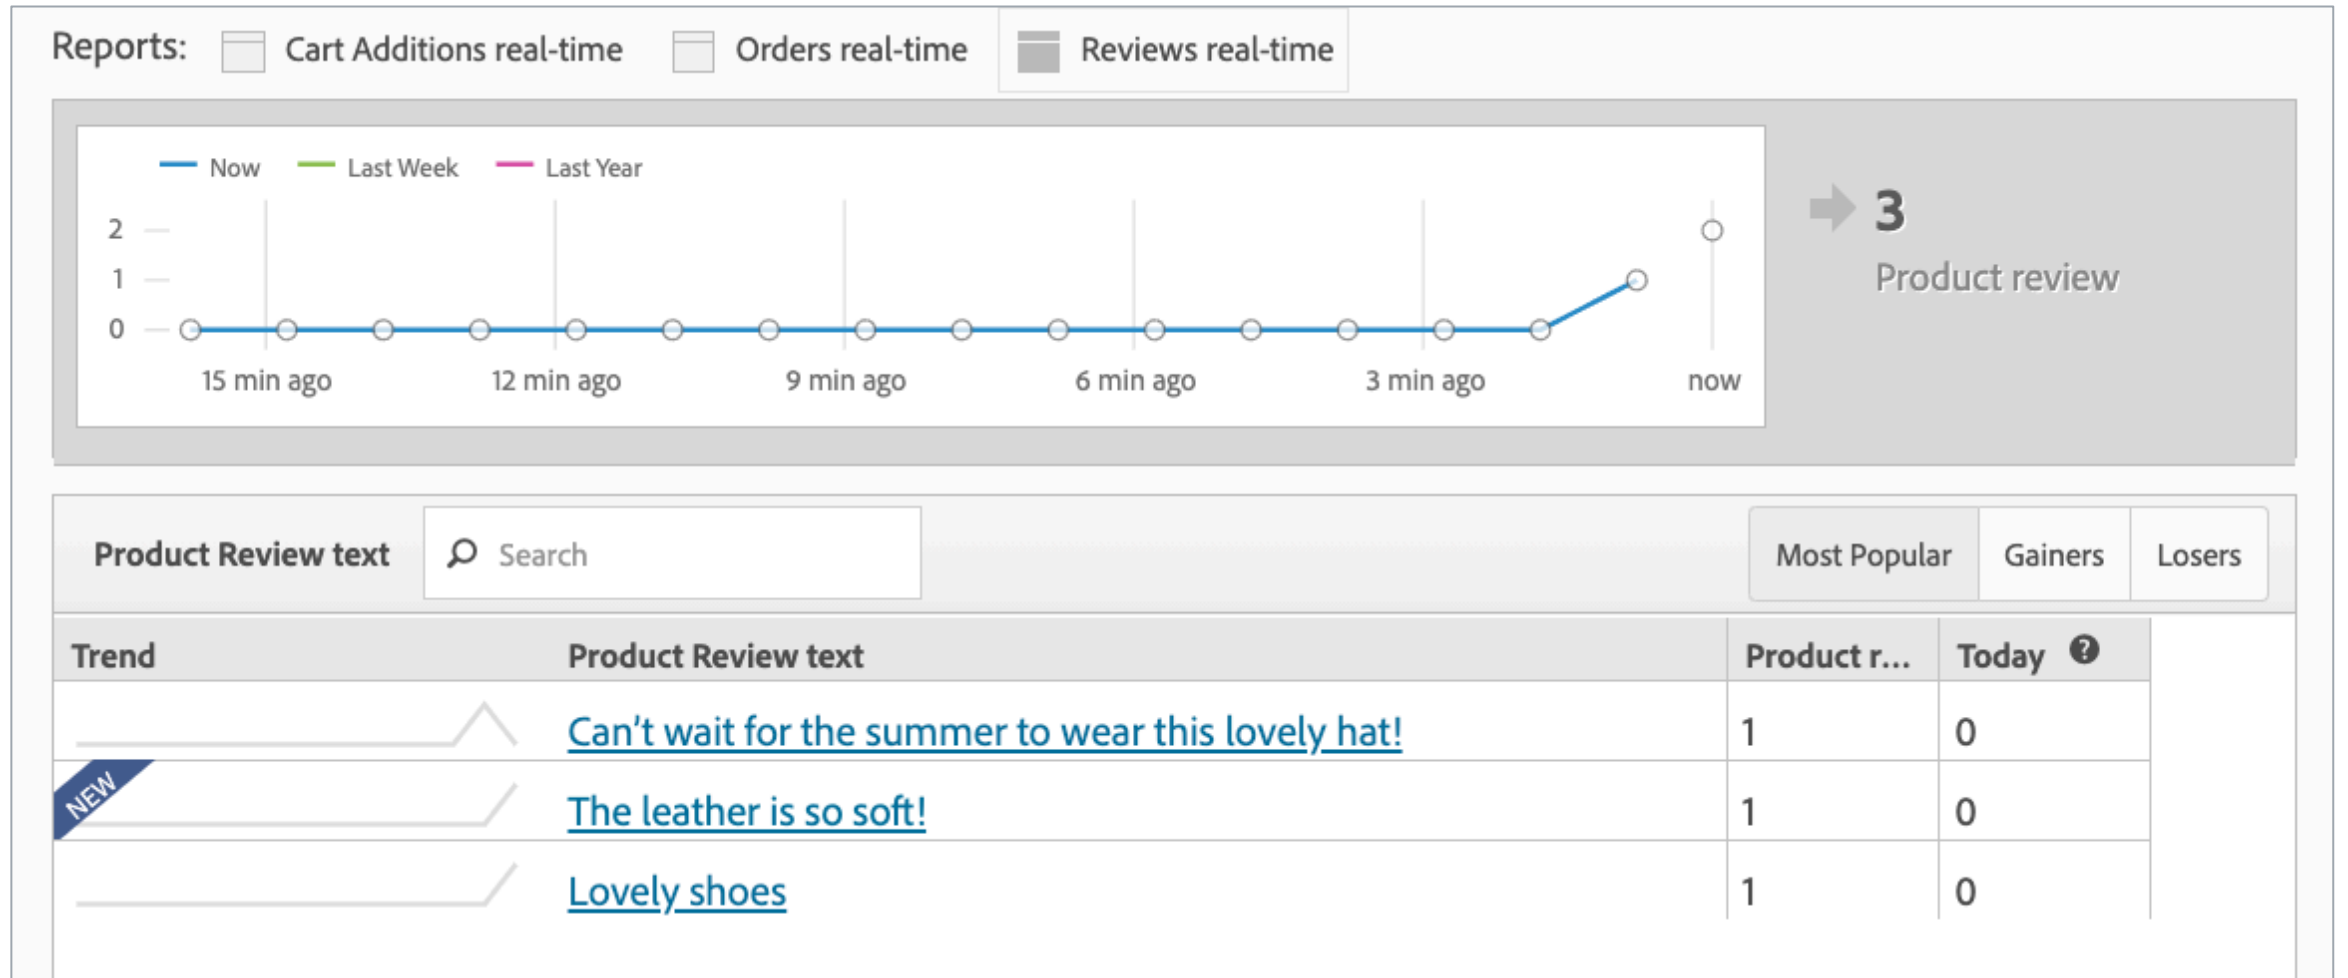 Reports: Cart Additions real-time Orders real-time Reviews real-time
Now Last Week Last Year
2
1
0
15 min ago 12 min ago 9 min ago 6 min ago 3 min ago now
3
Product review
Product Review text Search Most Popular Gainers Losers
Trend Product Review text Product r... Today ?
Can't wait for the summer to wear this lovely hat! 1 0
NEW The leather is so soft! 1 0
Lovely shoes 1 0